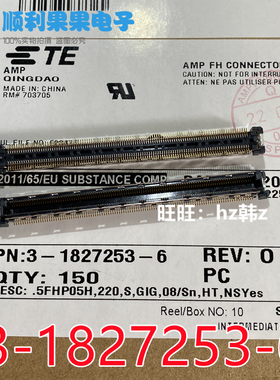 顺利果果电子
TE
AMP
QINGDAO
MADE IN CHINA
RM# 703705
AMP FH CONNECTOR
CAUTION: NOT FOR INTERRUPTING
ATTEN: NE PAS UTILISER P
2011/65/EU SUBSTANCE COMP
旺旺：hz韩z
PN:3-1827253-6
REV: 0
QTY: 150
PC
DESC: .5FHP05H,220,S,GIG,08/Sn,HT,NSYes
Reel/Box NO: 10
INTERMEDIAT
3-1827253-